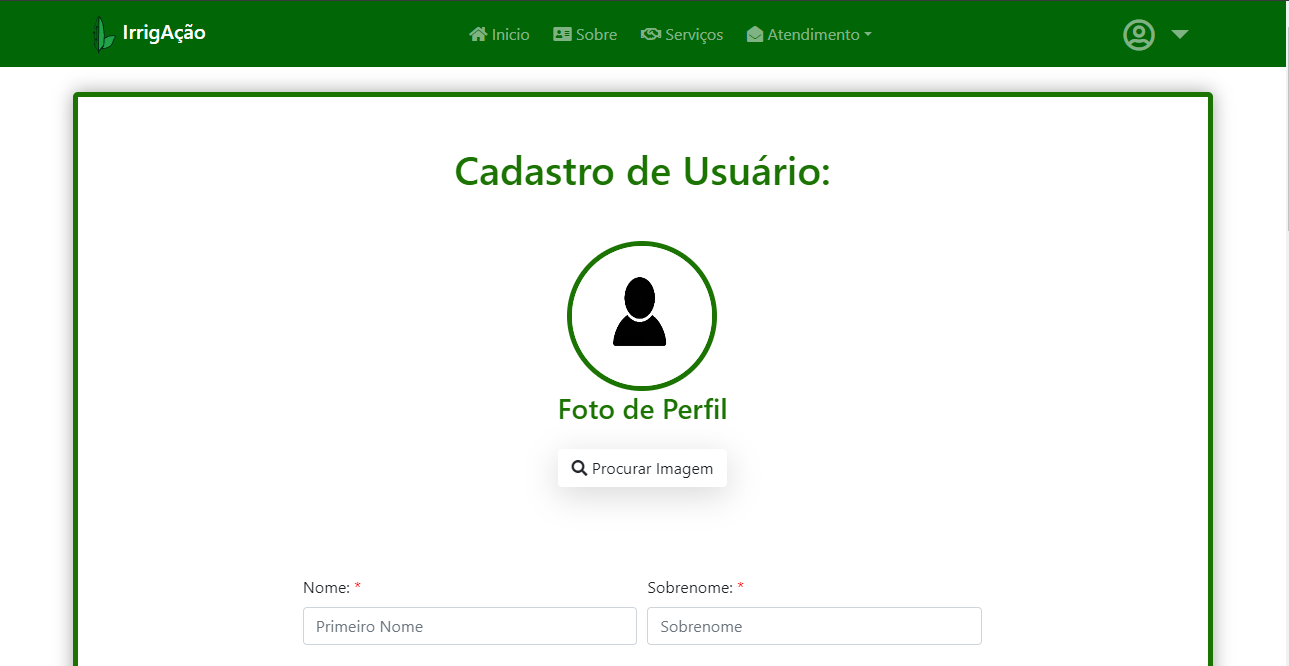 IrrigAção
Inicio Sobre Serviços Atendimento
Cadastro de Usuário:
Foto de Perfil
Procurar Imagem
Nome: * Sobrenome: *
Primeiro Nome Sobrenome